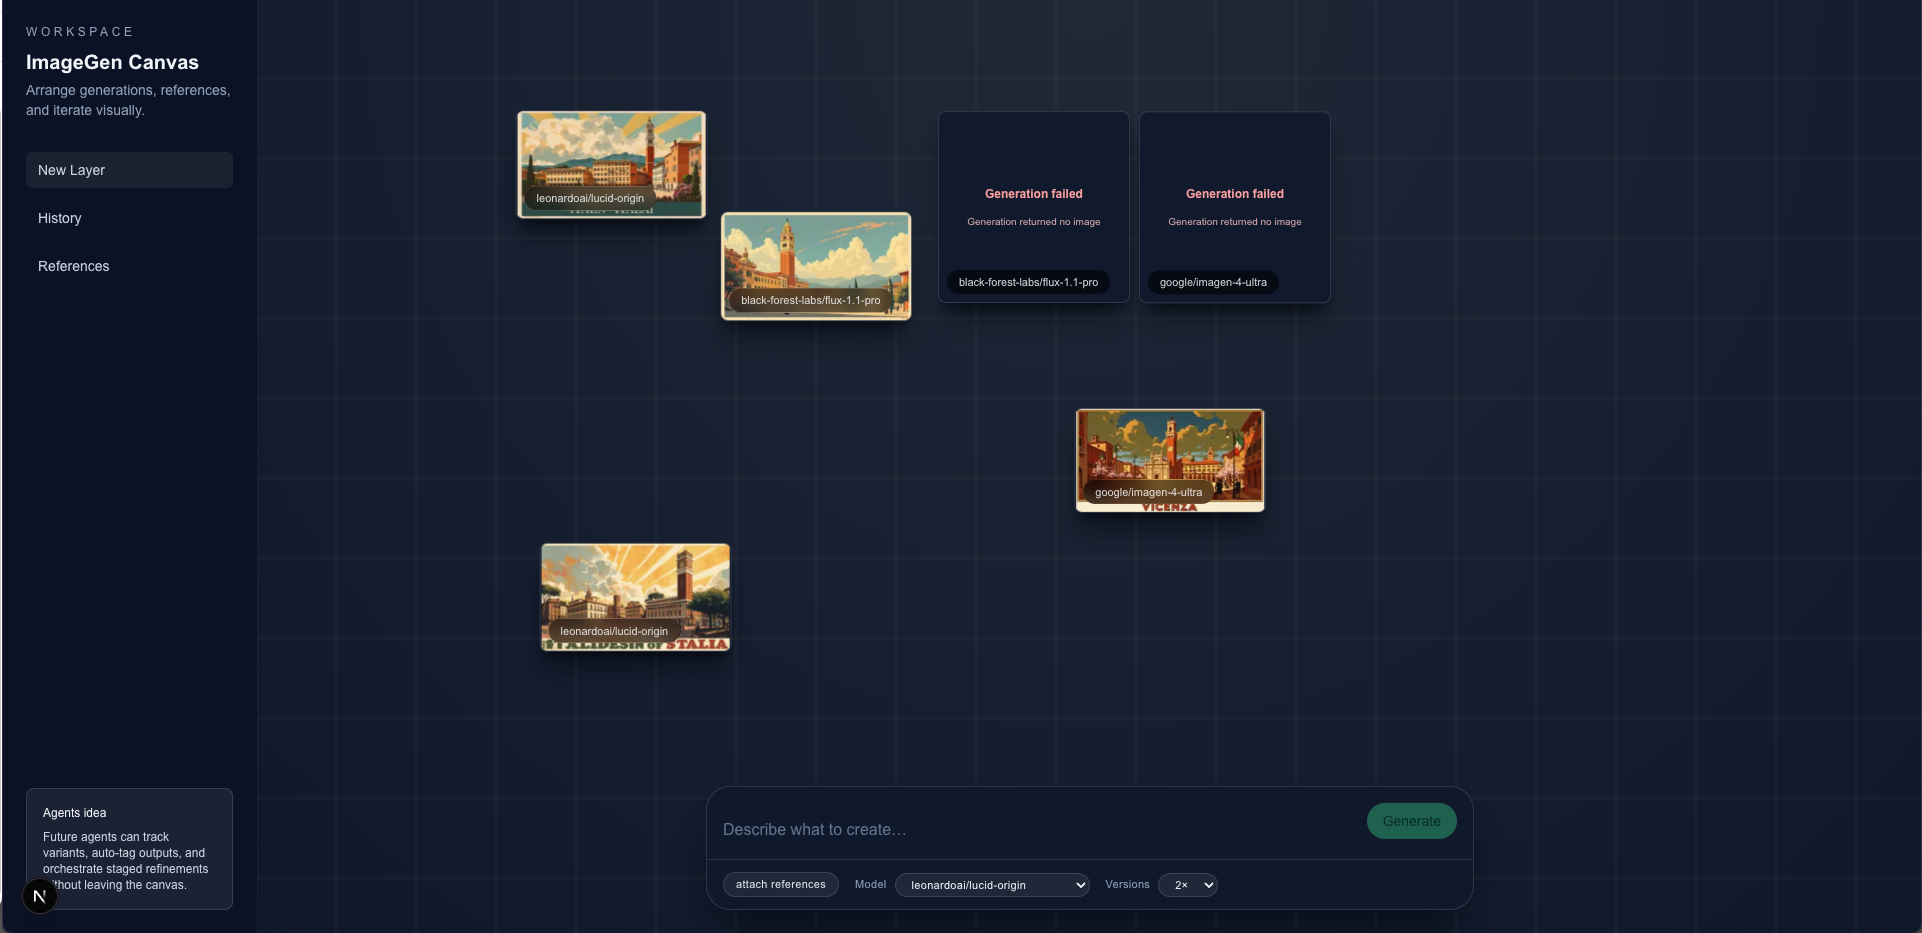 WORKSPACE
ImageGen Canvas
Arrange generations, references,
and iterate visually.
New Layer
History
References
leonardoai/lucid-origin
black-forest-labs/flux-1.1-pro
Generation failed
Generation returned no image
black-forest-labs/flux-1.1-pro
Generation failed
Generation returned no image
google/imagen-4-ultra
google/imagen-4-ultra
VICENZA
leonardoai/lucid-origin
STALIA
Agents idea
Future agents can track
variants, auto-tag outputs, and
orchestrate staged refinements
without leaving the canvas.
N
Describe what to create…
Generate
attach references
Model
leonardoai/lucid-origin
Versions
2×